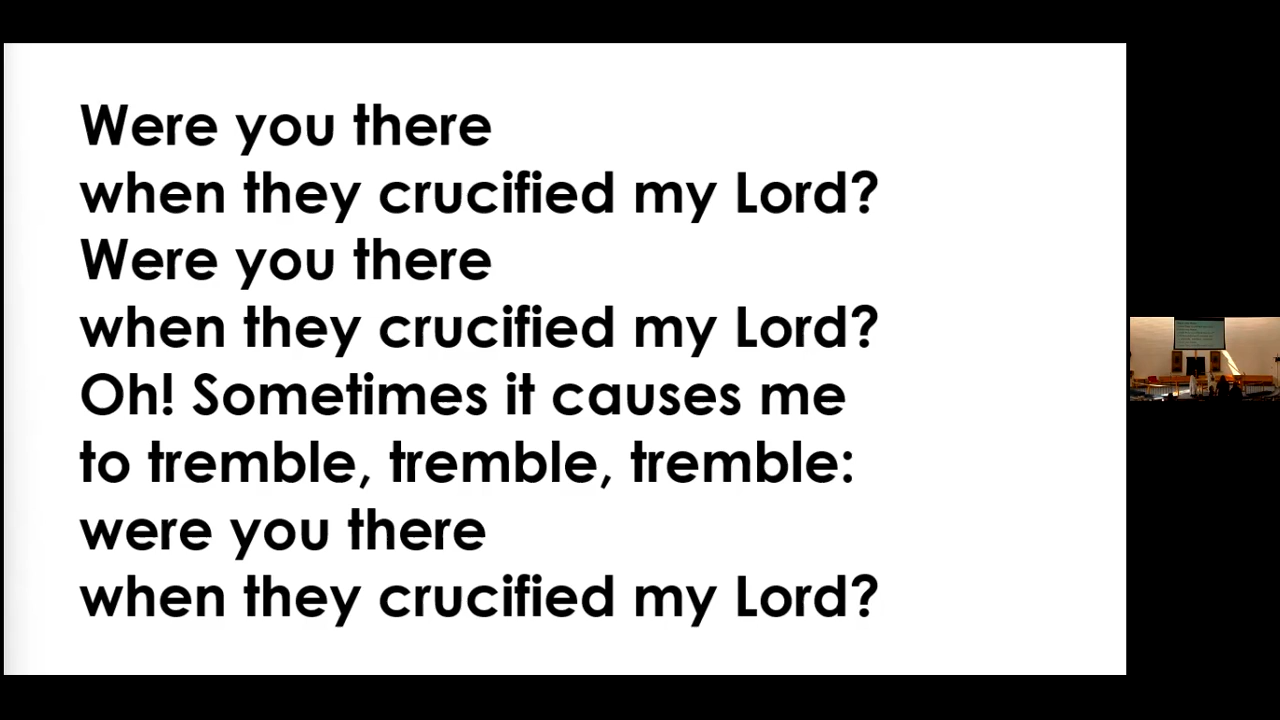 Were you there
when they crucified my Lord?
Were you there
when they crucified my Lord?
Oh! Sometimes it causes me
to tremble, tremble, tremble:
were you there
when they crucified my Lord?